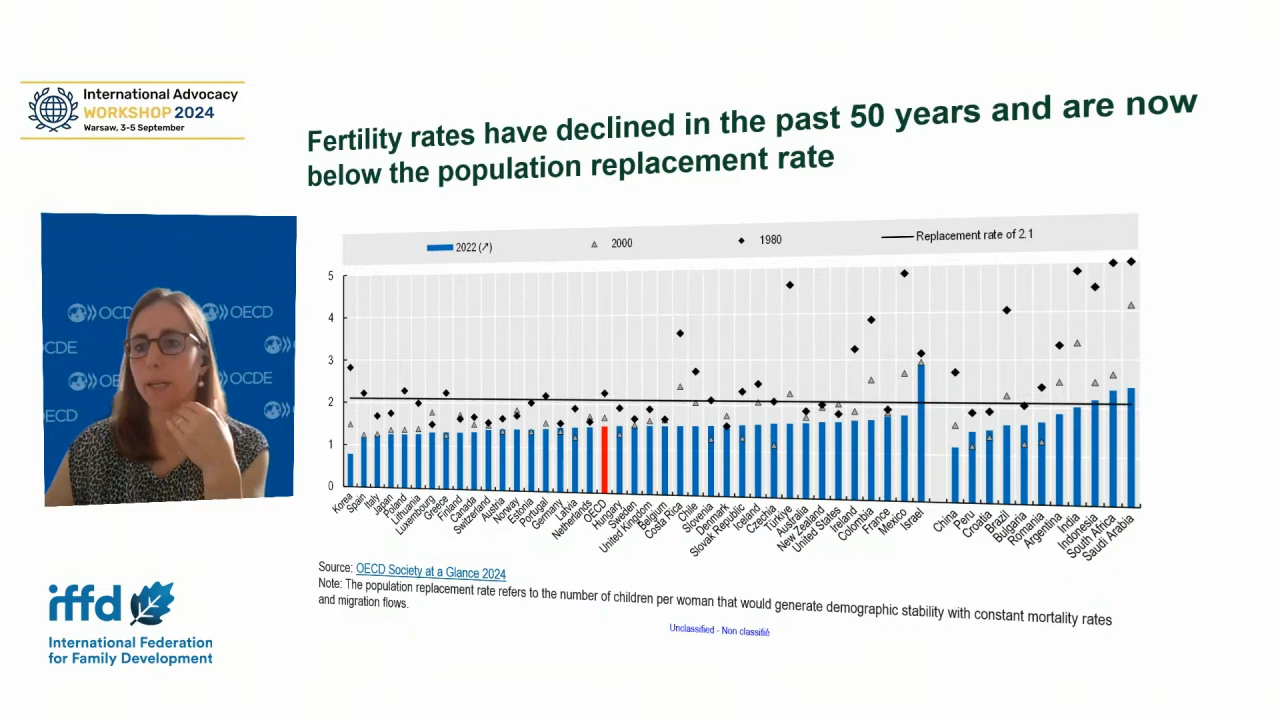 International Advocacy
WORKSHOP 2024
Warsaw, 3-5 September
Fertility rates have declined in the past 50 years and are now
below the population replacement rate
2022 (↗)
2000
1980
Replacement rate of 2.1
5
4
3
2
1
0
Korea
Spain
Italy
Japan
Poland
Lithuania
Luxembourg
Greece
Finland
Canada
Switzerland
Austria
Norway
Estonia
Portugal
Germany
Latvia
Netherlands
OECD
Hungary
Sweden
United Kingdom
Belgium
Costa Rica
Chile
Slovenia
Denmark
Slovak Republic
Iceland
Czechia
Türkiye
Australia
New Zealand
United States
Ireland
Colombia
France
Mexico
Israel
China
Peru
Croatia
Brazil
Bulgaria
Romania
Argentina
India
Indonesia
South Africa
Saudi Arabia
OCD
OECD
CDE
OE
OCDE
OECD
Source: OECD Society at a Glance 2024
Note: The population replacement rate refers to the number of children per woman that would generate demographic stability with constant mortality rates
and migration flows.
Unclassified - Non classifié
iffd
International Federation
for Family Development